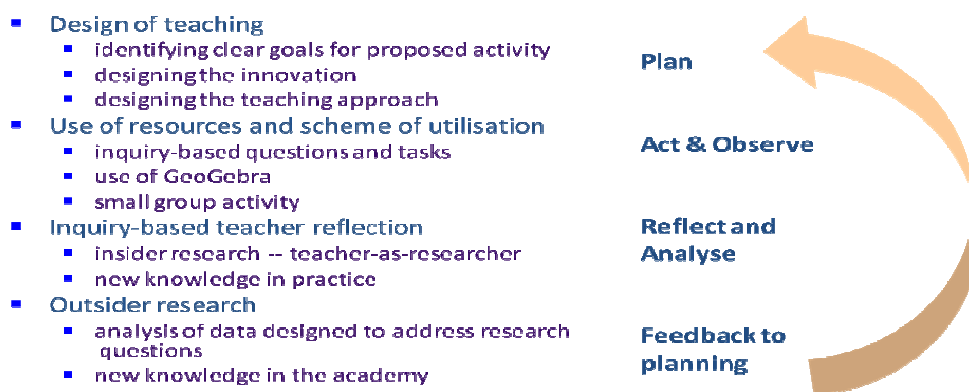 Design of teaching
identifying clear goals for proposed activity
designing the innovation
designing the teaching approach
Use of resources and scheme of utilisation
inquiry-based questions and tasks
use of GeoGebra
small group activity
Inquiry-based teacher reflection
insider research -- teacher-as-researcher
new knowledge in practice
Outsider research
analysis of data designed to address research
questions
new knowledge in the academy
Plan
Act & Observe
Reflect and
Analyse
Feedback to
planning